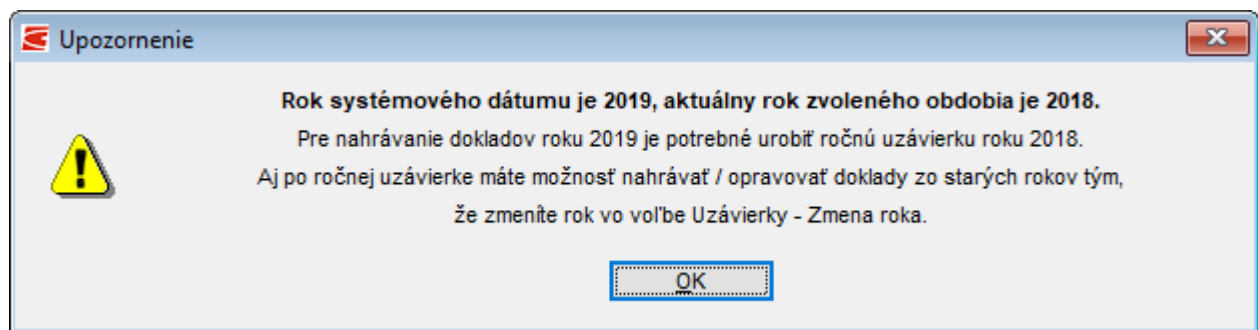 Upozornenie
Rok systémového dátumu je 2019, aktuálny rok zvoleného obdobia je 2018.
Pre nahrávanie dokladov roku 2019 je potrebné urobiť ročnú uzávierku roku 2018.
Aj po ročnej uzávierke máte možnosť nahrávať / opravovať doklady zo starých rokov tým,
že zmeníte rok vo voľbe Uzávierky - Zmena roka.
OK